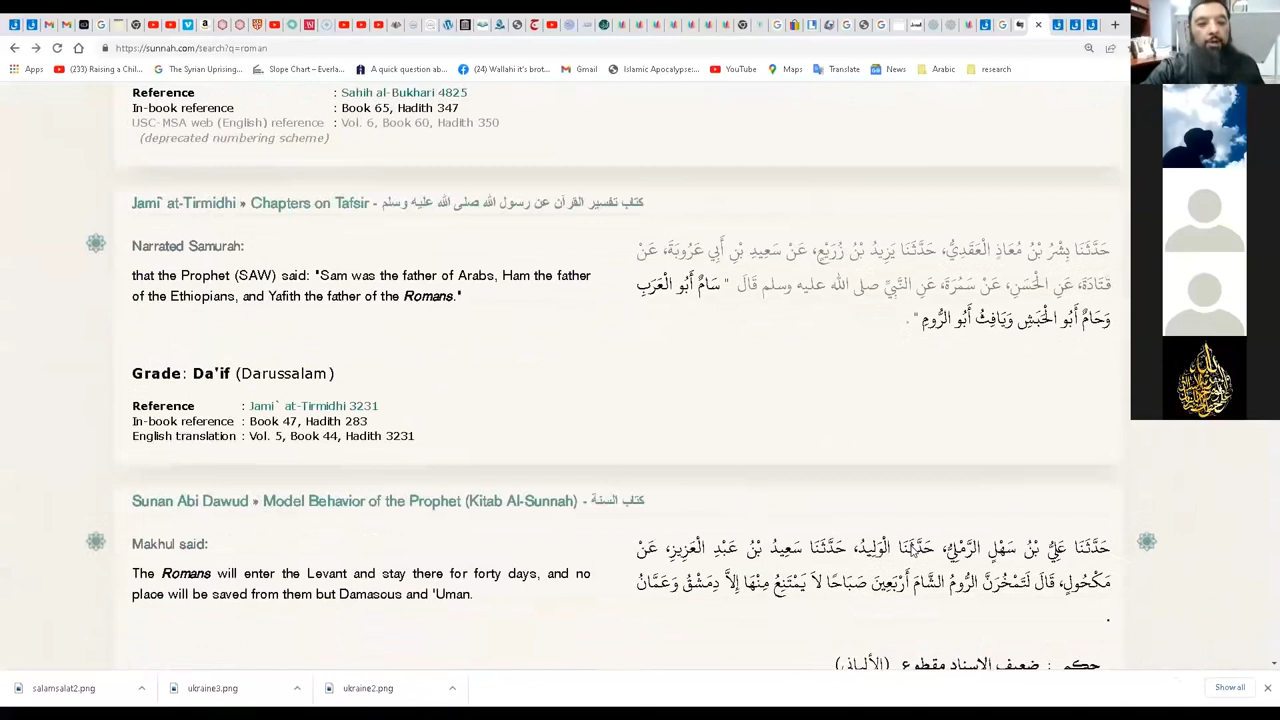 https://sunnah.com/search?q=roman
Apps
(233) Raising a Chil...
The Syrian Uprising...
Slope Chart – Everla...
A quick question ab...
(24) Wallahi it's brot...
Gmail
Islamic Apocalypse:...
YouTube
Maps
Translate
News
Arabic
research
Reference : Sahih al-Bukhari 4825
In-book reference : Book 65, Hadith 347
USC-MSA web (English) reference : Vol. 6, Book 60, Hadith 350
(deprecated numbering scheme)
Jami` at-Tirmidhi » Chapters on Tafsir - كتاب تفسير القرآن عن رسول الله صلى الله عليه وسلم
Narrated Samurah:
that the Prophet (SAW) said: "Sam was the father of Arabs, Ham the father
of the Ethiopians, and Yafith the father of the Romans."
حَدَّثَنَا بِشْرُ بْنُ مُعَاذٍ الْعَقَدِيُّ، حَدَّثَنَا يَزِيدُ بْنُ زُرَيْعٍ، عَنْ سَعِيدِ بْنِ أَبِي عَرُوبَةَ، عَنْ
قَتَادَةَ، عَنِ الْحَسَنِ، عَنْ سَمُرَةَ، عَنِ النَّبِيِّ صلى الله عليه وسلم قَالَ " سَامٌ أَبُو الْعَرَبِ
وَحَامٌ أَبُو الْحَبَشِ وَيَافِثُ أَبُو الرُّومِ " .
Grade: Da'if (Darussalam)
Reference : Jami` at-Tirmidhi 3231
In-book reference : Book 47, Hadith 283
English translation : Vol. 5, Book 44, Hadith 3231
Sunan Abi Dawud » Model Behavior of the Prophet (Kitab Al-Sunnah) - كتاب السنة
Makhul said:
The Romans will enter the Levant and stay there for forty days, and no
place will be saved from them but Damascus and 'Uman.
حَدَّثَنَا عَلِيُّ بْنُ سَهْلٍ الرَّمْلِيُّ، حَدَّثَنَا الْوَلِيدُ، حَدَّثَنَا سَعِيدُ بْنُ عَبْدِ الْعَزِيزِ، عَنْ
مَكْحُولٍ، قَالَ لَتَمْخُرَنَّ الرُّومُ الشَّامَ أَرْبَعِينَ صَبَاحًا لاَ يَمْتَنِعُ مِنْهَا إِلاَّ دِمَشْقُ وَعَمَّانُ
.
حكم : ضعيف الإسناد مقطوع (الألباني)
salamsalat2.png
ukraine3.png
ukraine2.png
Show all